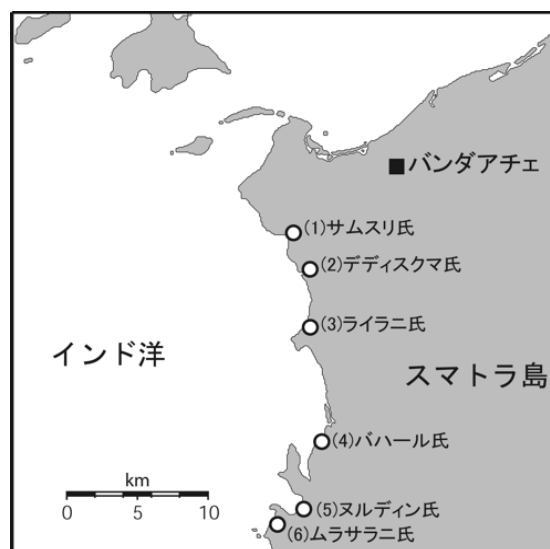 バンダアチェ
(1)サムスリ氏
(2)デディスクマ氏
(3)ライラニ氏
インド洋
スマトラ島
(4)バハール氏
km
0 5 10
(5)ヌルディン氏
(6)ムラサラニ氏